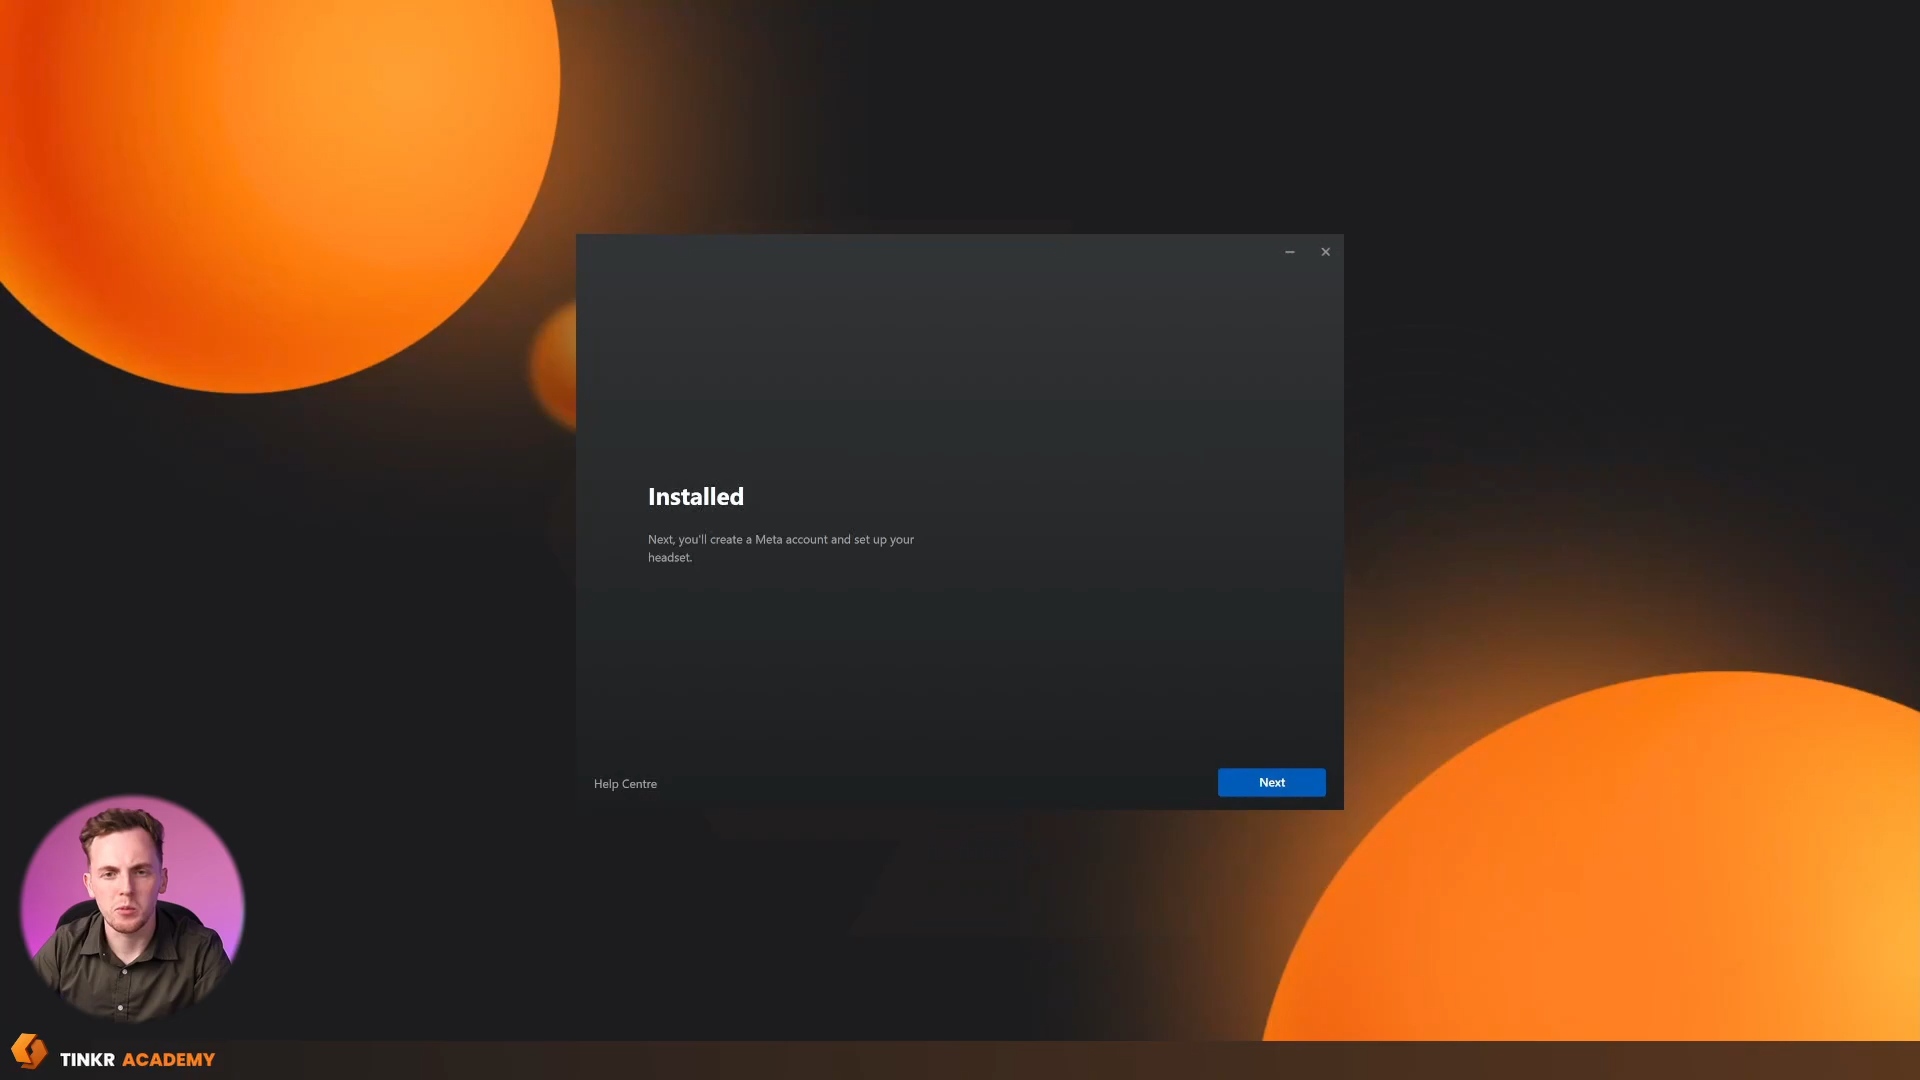 Installed
Next, you'll create a Meta account and set up your
headset.
Help Centre
Next
TINKR ACADEMY